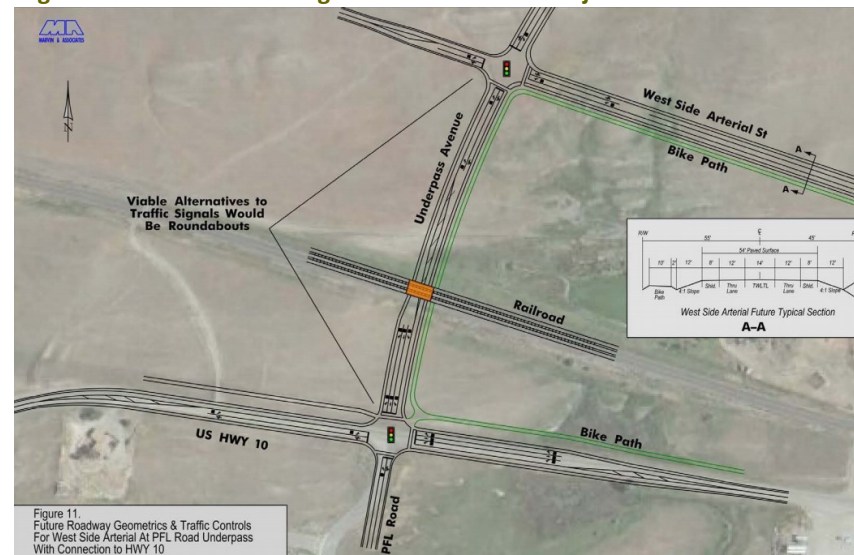 MARVIN & ASSOCIATES
N
West Side Arterial St
Bike Path
A
A
Underpass Avenue
Viable Alternatives to
Traffic Signals Would
Be Roundabouts
R/W
55'
45'
54' Paved Surface
10'
2'
12'
8'
12'
14'
12'
8'
12'
Bike
Path
4:1 Slope
Shld.
Thru
Lane
TWLTL
Thru
Lane
Shld.
4:1 Slope
West Side Arterial Future Typical Section
A-A
Railroad
US HWY 10
Bike Path
PFL Road
Figure 11.
Future Roadway Geometrics & Traffic Controls
For West Side Arterial At PFL Road Underpass
With Connection to HWY 10